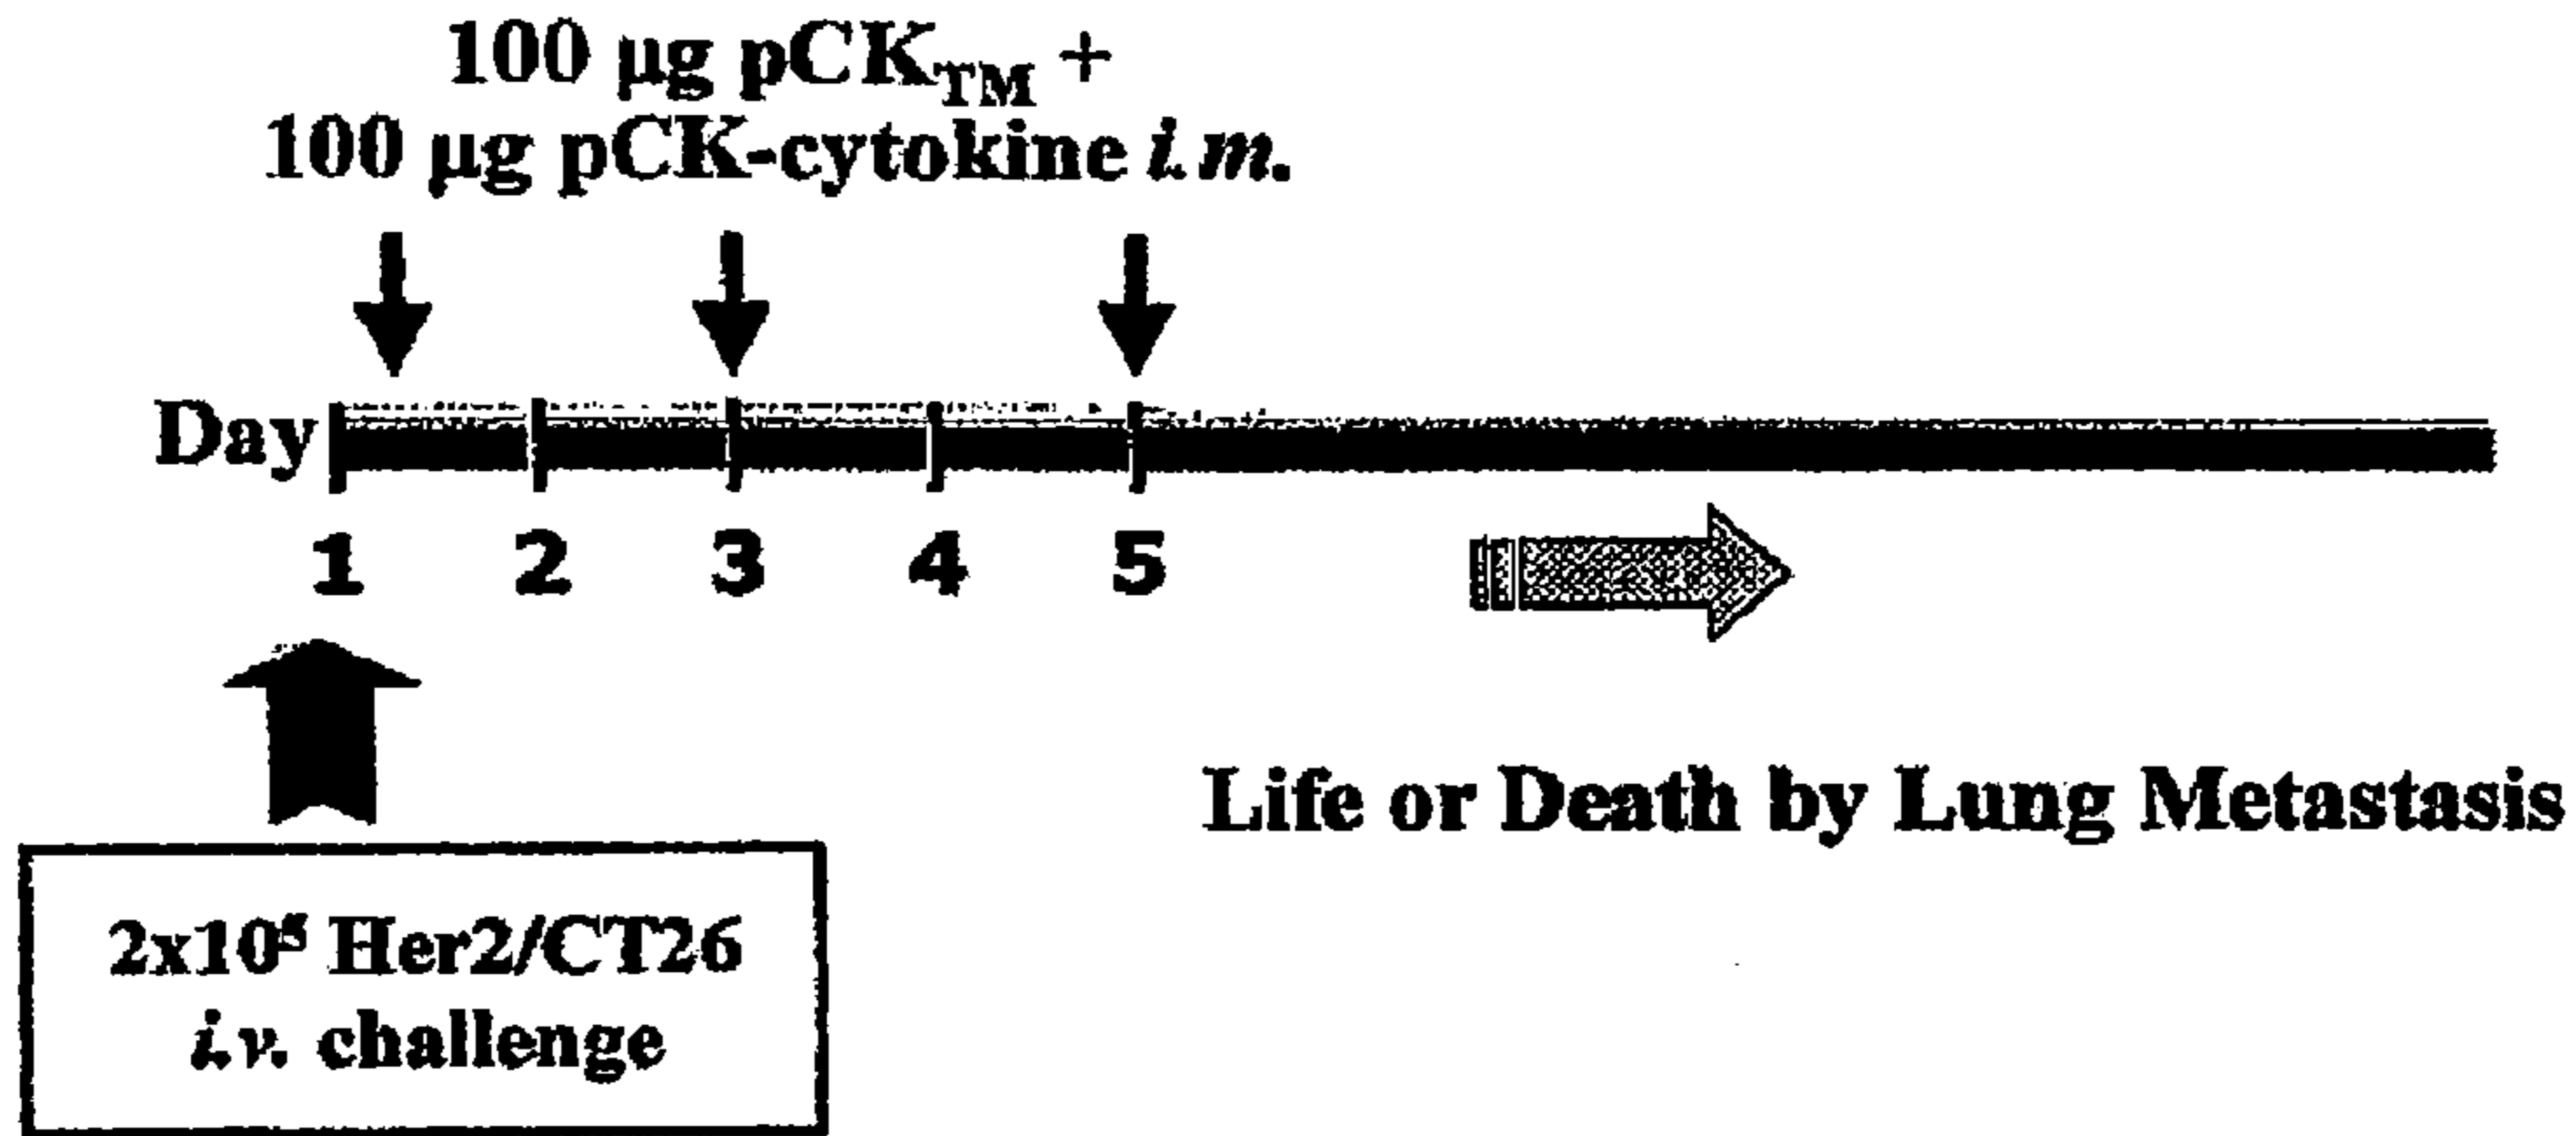 100 µg pCK_TM +
100 µg pCK-cytokine i.m.
Day
1 2 3 4 5
Life or Death by Lung Metastasis
2x10⁵ Her2/CT26
i.v. challenge